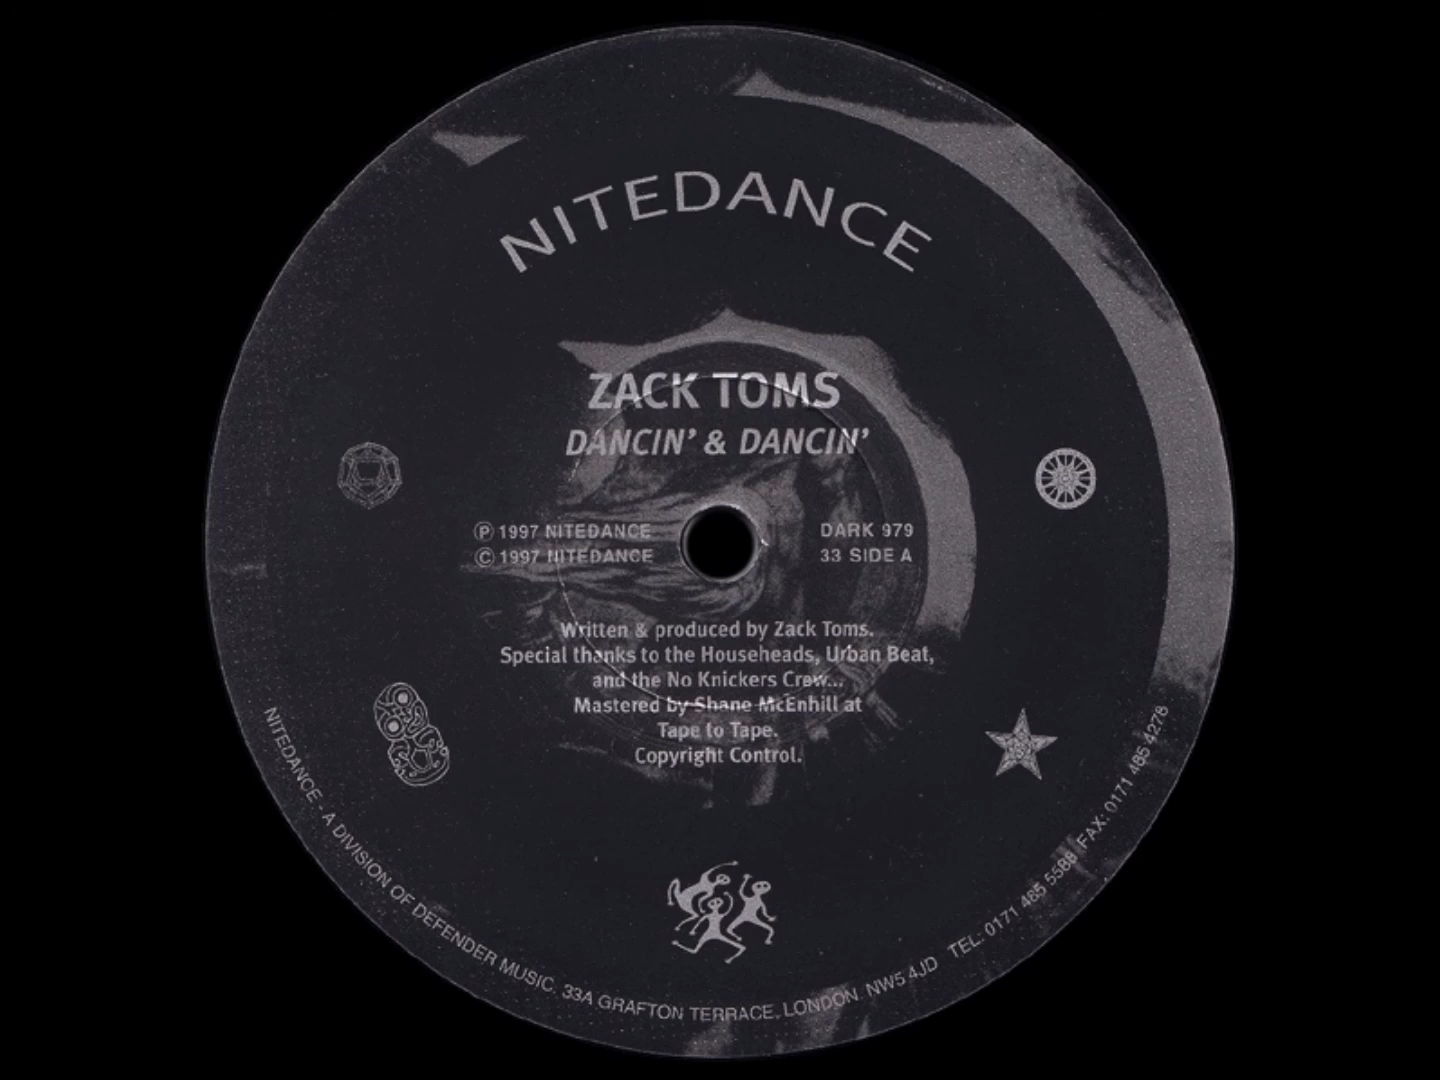 NITEDANCE
ZACK TOMS
DANCIN' & DANCIN'
℗ 1997 NITEDANCE
© 1997 NITEDANCE
DARK 979
33 SIDE A
Written & produced by Zack Toms.
Special thanks to the Househeads, Urban Beat,
and the No Knickers Crew...
Mastered by Shane McEnhill at
Tape to Tape.
Copyright Control.
NITEDANCE - A DIVISION OF DEFENDER MUSIC. 33A GRAFTON TERRACE, LONDON NW5 4JD TEL: 0171 485 5588 FAX: 0171 485 4278